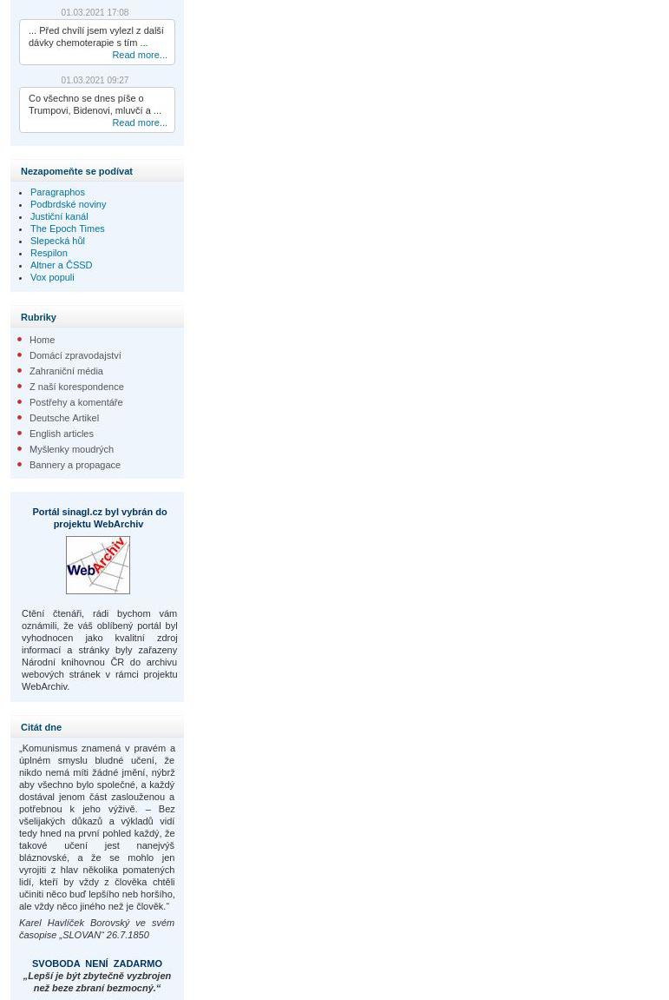 01.03.2021 17:08
... Před chvílí jsem vylezl z další
dávky chemoterapie s tím ...
Read more...
01.03.2021 09:27
Co všechno se dnes píše o
Trumpovi, Bidenovi, mluvčí a ...
Read more...
Nezapomeňte se podívat
Paragraphos
Podbrdské noviny
Justiční kanál
The Epoch Times
Slepecká hůl
Respilon
Altner a ČSSD
Vox populi
Rubriky
Home
Domácí zpravodajství
Zahraniční média
Z naší korespondence
Postřehy a komentáře
Deutsche Artikel
English articles
Myšlenky moudrých
Bannery a propagace
Portál sinagl.cz byl vybrán do
projektu WebArchiv
WebArchiv
Ctění čtenáři, rádi bychom vám
oznámili, že váš oblíbený portál byl
vyhodnocen jako kvalitní zdroj
informací a stránky byly zařazeny
Národní knihovnou ČR do archivu
webových stránek v rámci projektu
WebArchiv.
Citát dne
„Komunismus znamená v pravém a
úplném smyslu bludné učení, že
nikdo nemá míti žádné jmění, nýbrž
aby všechno bylo společné, a každý
dostával jenom část zaslouženou a
potřebnou k jeho výživě. – Bez
všelijakých důkazů a výkladů vidí
tedy hned na první pohled každý, že
takové učení jest nanejvýš
bláznovské, a že se mohlo jen
vyrojiti z hlav několika pomatených
lidí, kteří by vždy z člověka chtěli
učiniti něco buď lepšího neb horšího,
ale vždy něco jiného než je člověk.“
Karel Havlíček Borovský ve svém
časopise „SLOVAN“ 26.7.1850
SVOBODA NENÍ ZADARMO
„Lepší je být zbytečně vyzbrojen
než beze zbraní bezmocný.“